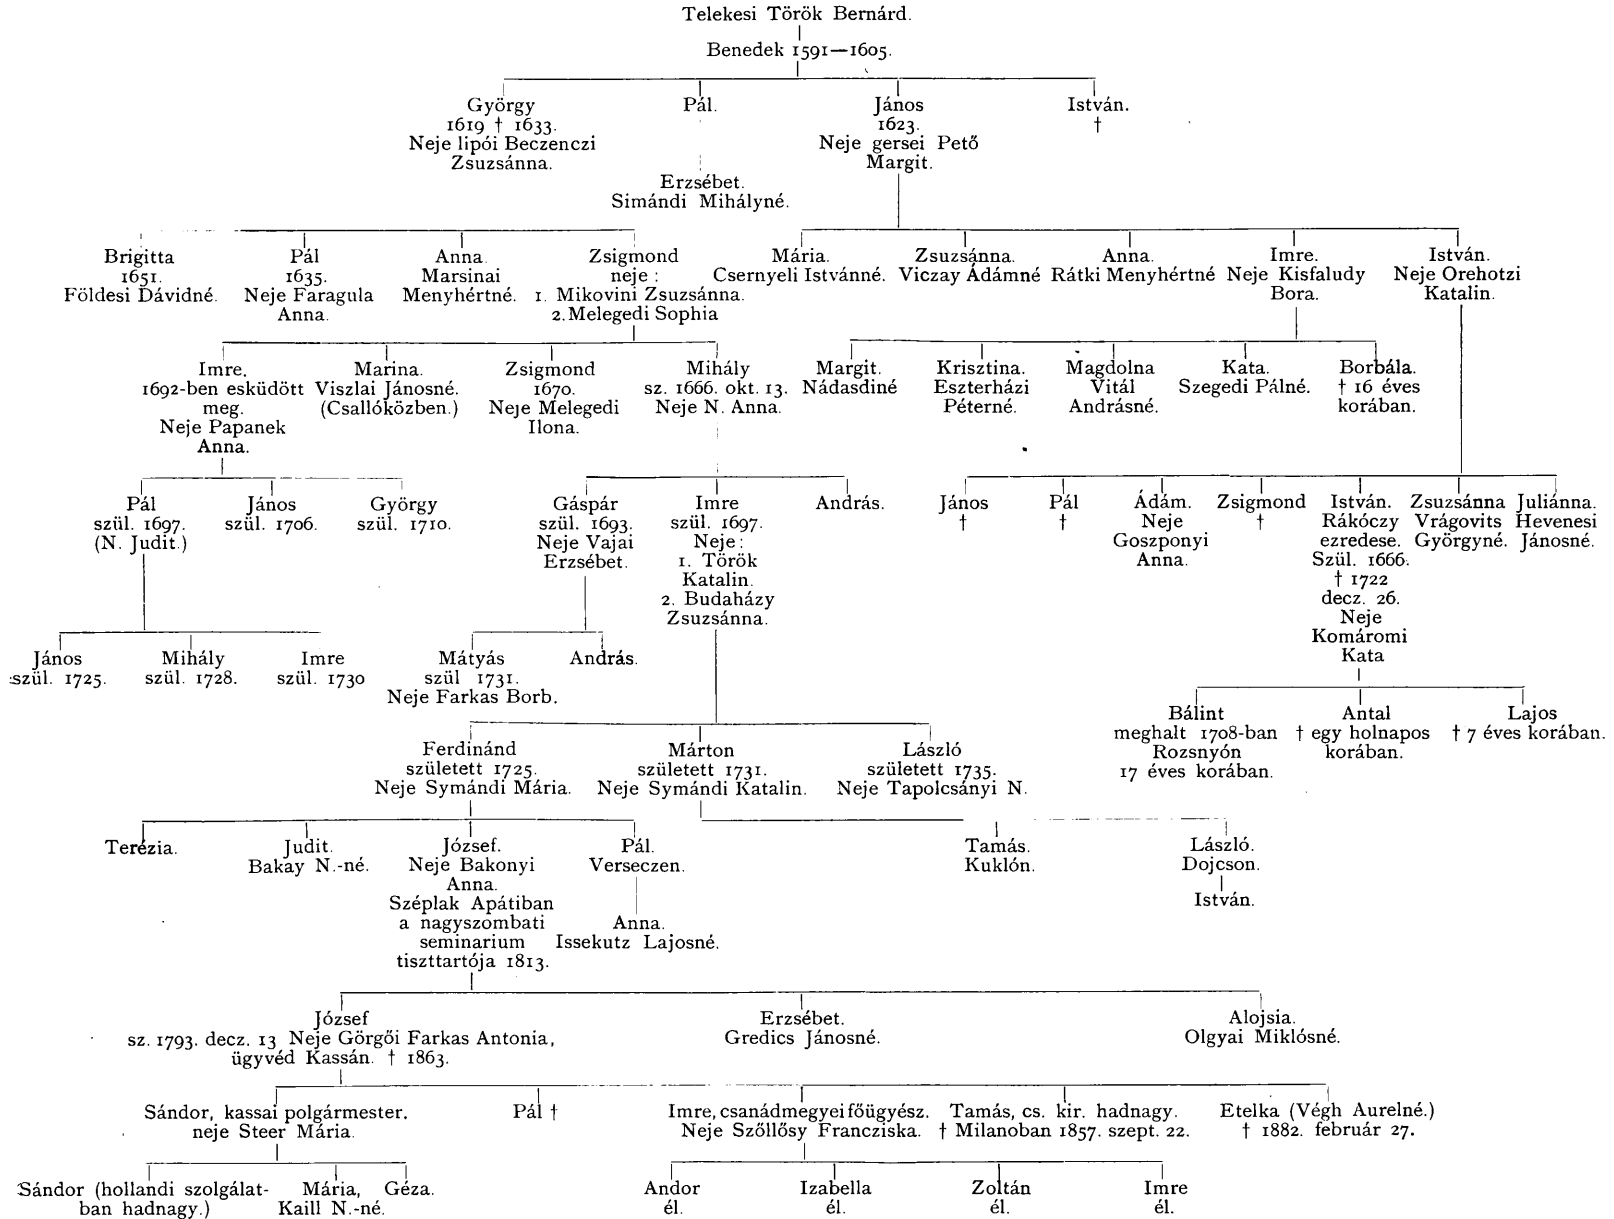 Telekesi Török Bernárd.
Benedek 1591—1605.
György
1619 † 1633.
Neje lipói Beczenczi
Zsuzsánna.
Pál.
János
1623.
Neje gersei Pető
Margit.
István.
†
Erzsébet.
Simándi Mihályné.
Brigitta
1651.
Földesi Dávidné.
Pál
1635.
Neje Faragula
Anna.
Anna.
Marsinai
Menyhértné.
Zsigmond
neje :
1. Mikovini Zsuzsánna.
2. Melegedi Sophia
Mária.
Csernyeli Istvánné.
Zsuzsánna.
Viczay Ádámné
Anna.
Rátki Menyhértné
Imre.
Neje Kisfaludy
Bora.
István.
Neje Orehotzi
Katalin.
Imre.
1692-ben esküdött
meg.
Neje Papanek
Anna.
Marina.
Viszlai Jánosné.
(Csallóközben.)
Zsigmond
1670.
Neje Melegedi
Ilona.
Mihály
sz. 1666. okt. 13.
Neje N. Anna.
Margit.
Nádasdiné
Krisztina.
Eszterházi
Péterné.
Magdolna
Vitál
Andrásné.
Kata.
Szegedi Pálné.
Borbála.
† 16 éves
korában.
Pál
szül. 1697.
(N. Judit.)
János
szül. 1706.
György
szül. 1710.
Gáspár
szül. 1693.
Neje Vajai
Erzsébet.
Imre
szül. 1697.
Neje :
1. Török
Katalin.
2. Budaházy
Zsuzsánna.
András.
János
†
Pál
†
Ádám.
Neje
Goszponyi
Anna.
Zsigmond
†
István.
Rákóczy
ezredese.
Szül. 1666.
† 1722
decz. 26.
Neje
Komáromi
Kata
Zsuzsánna
Vrágovits
Györgyné.
Juliánna.
Hevenesi
Jánosné.
János
szül. 1725.
Mihály
szül. 1728.
Imre
szül. 1730
Mátyás
szül 1731.
Neje Farkas Borb.
András.
Bálint
meghalt 1708-ban
Rozsnyón
17 éves korában.
Antal
† egy holnapos
korában.
Lajos
† 7 éves korában.
Ferdinánd
született 1725.
Neje Symándi Mária.
Márton
született 1731.
Neje Symándi Katalin.
László
született 1735.
Neje Tapolcsányi N.
Terézia.
Judit.
Bakay N.-né.
József.
Neje Bakonyi
Anna.
Széplak Apátiban
a nagyszombati
seminarium
tiszttartója 1813.
Pál.
Verseczen.
Anna.
Issekutz Lajosné.
Tamás.
Kuklón.
László.
Dojcson.
István.
József
sz. 1793. decz. 13 Neje Görgői Farkas Antonia,
ügyvéd Kassán. † 1863.
Erzsébet.
Gredics Jánosné.
Alojsia.
Olgyai Miklósné.
Sándor, kassai polgármester.
neje Steer Mária.
Pál †
Imre, csanádmegyei főügyész.
Neje Szőllősy Francziska.
Tamás, cs. kir. hadnagy.
† Milanoban 1857. szept. 22.
Etelka (Végh Aurelné.)
† 1882. február 27.
Sándor (hollandi szolgálat-
ban hadnagy.)
Mária,
Kaill N.-né.
Géza.
Andor
él.
Izabella
él.
Zoltán
él.
Imre
él.